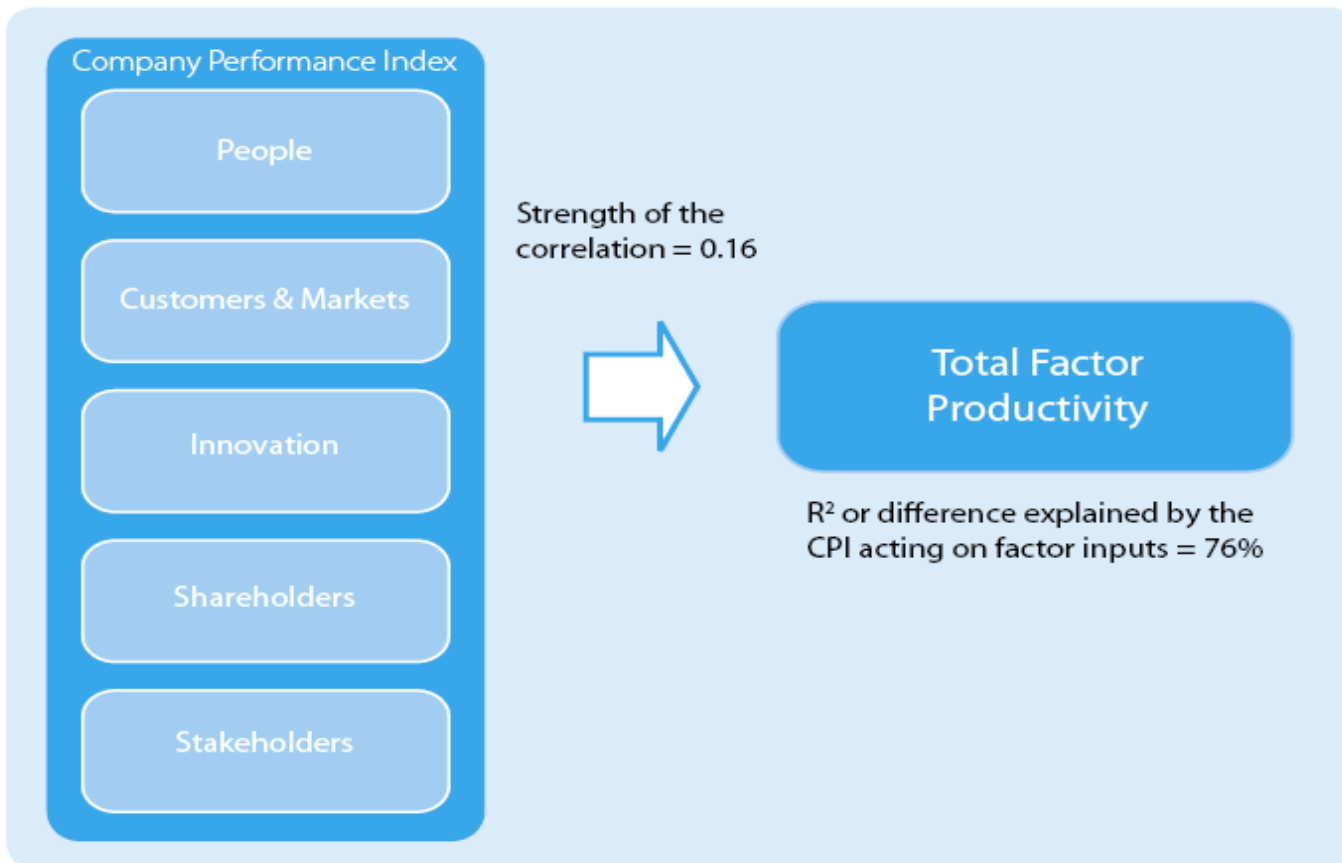 Company Performance Index
People
Customers & Markets
Innovation
Shareholders
Stakeholders
Strength of the
correlation = 0.16
Total Factor
Productivity
R² or difference explained by the
CPI acting on factor inputs = 76%